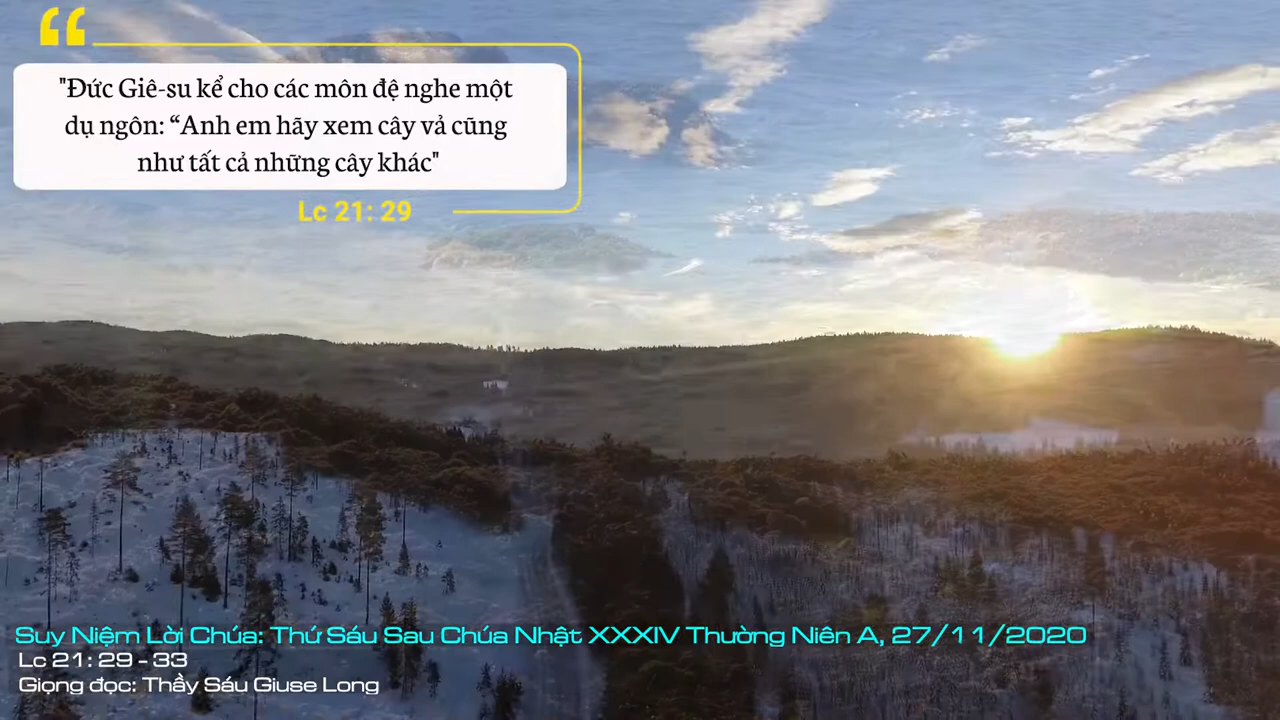 "Đức Giê-su kể cho các môn đệ nghe một
dụ ngôn: “Anh em hãy xem cây vả cũng
như tất cả những cây khác"
Lc 21: 29
Suy Niệm Lời Chúa: Thứ Sáu Sau Chúa Nhật XXXIV Thường Niên A, 27/11/2020
Lc 21: 29 - 33
Giọng đọc: Thầy Sáu Giuse Long